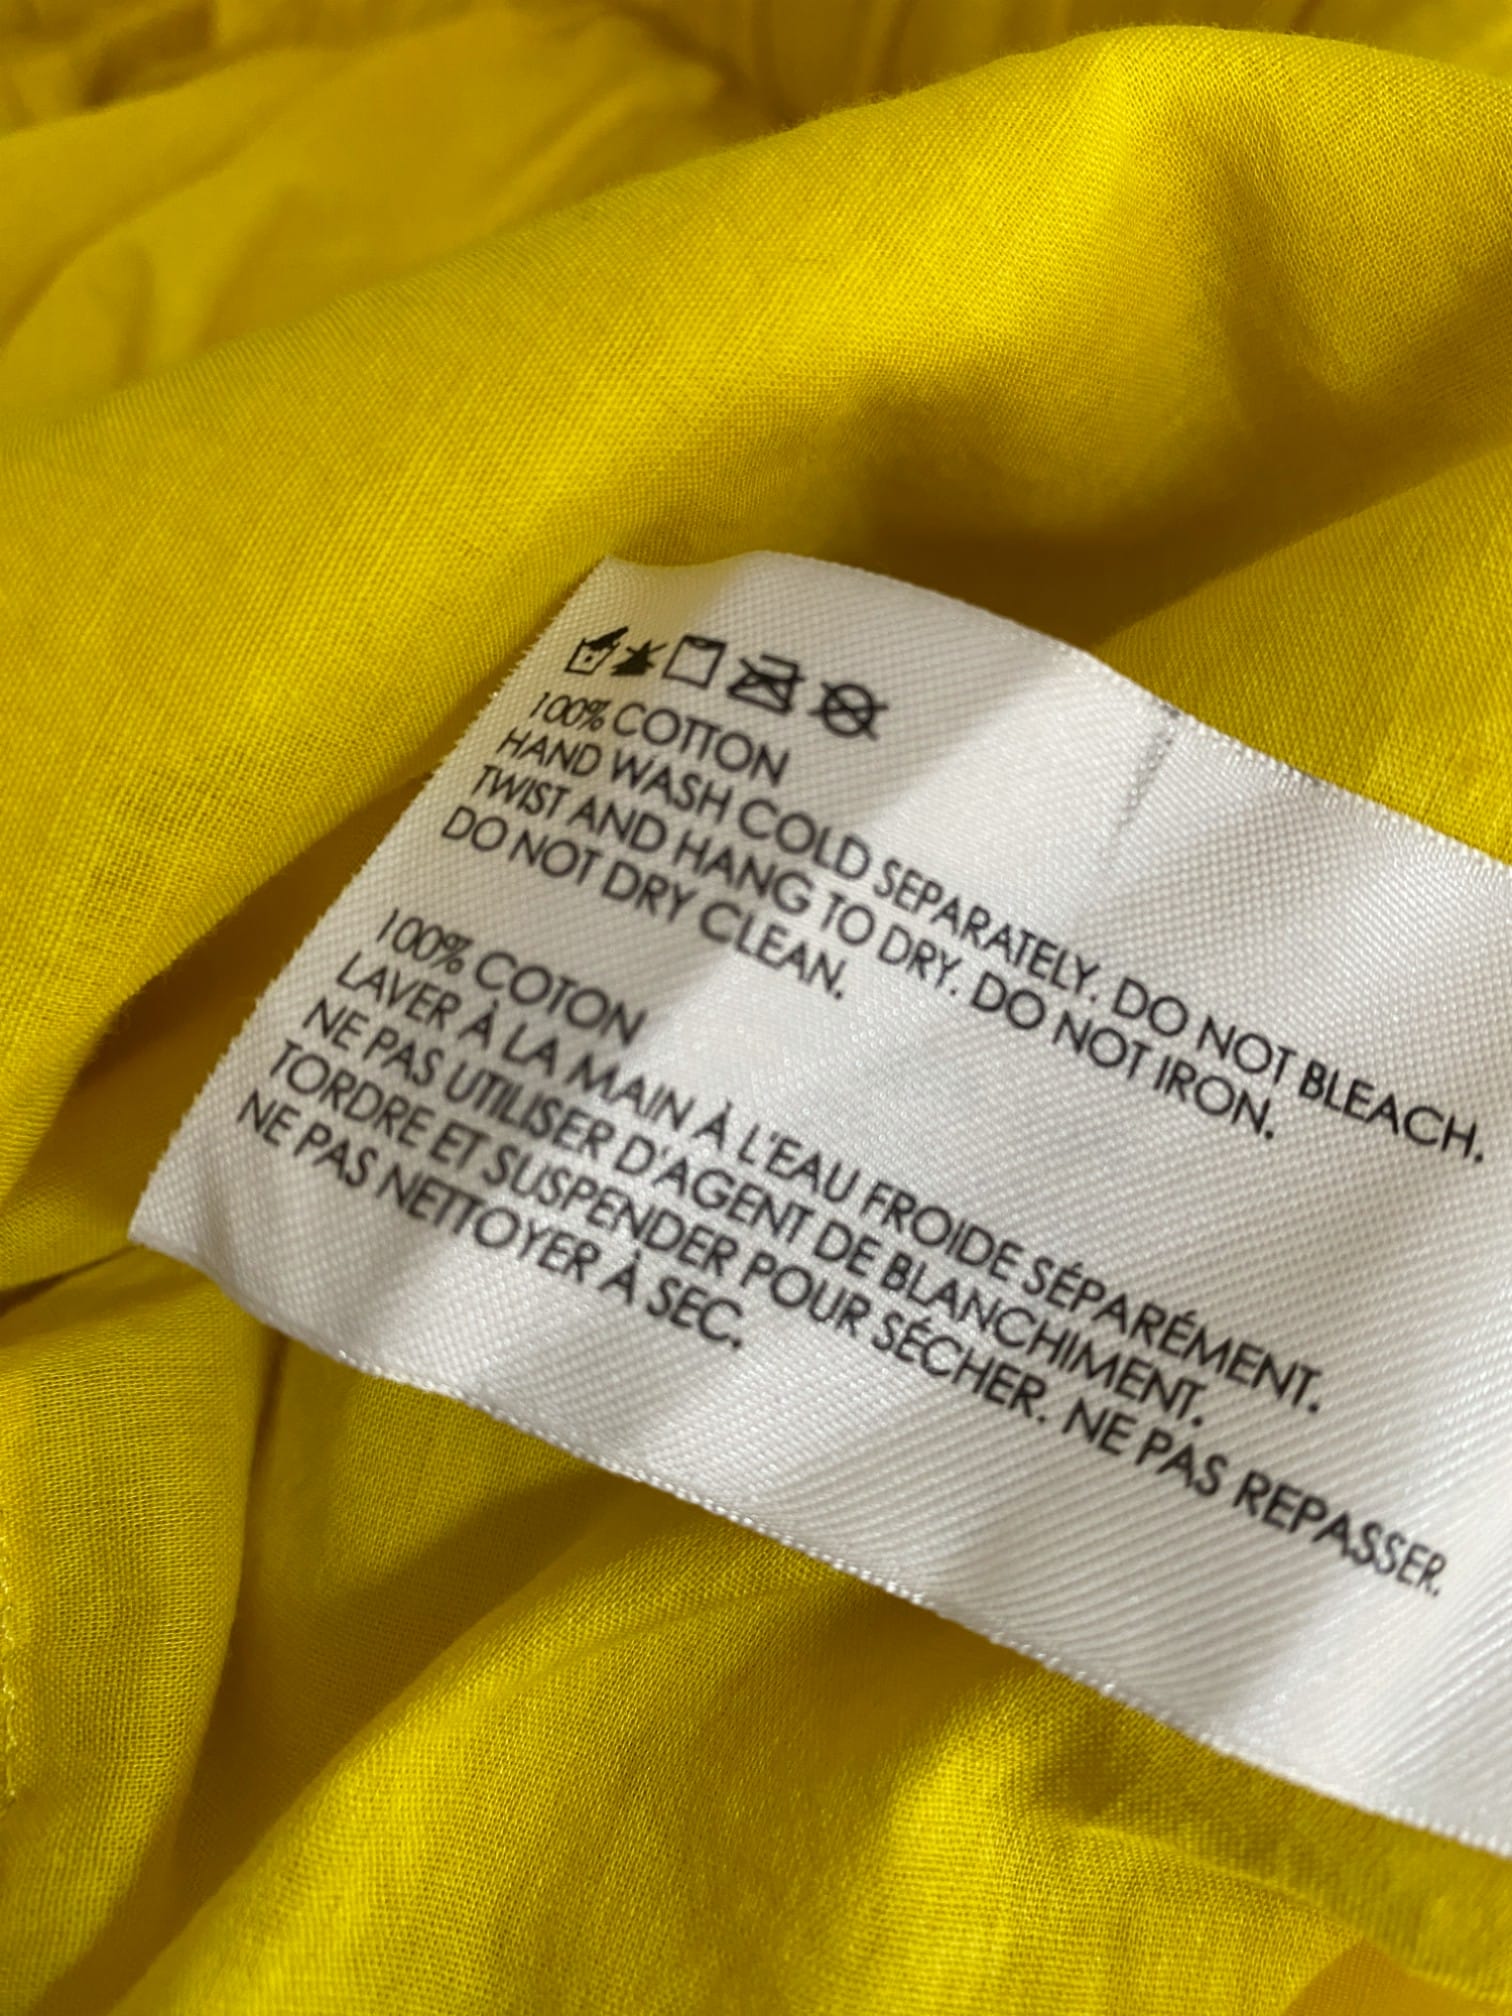 100% COTTON
HAND WASH COLD SEPARATELY. DO NOT BLEACH.
TWIST AND HANG TO DRY. DO NOT IRON.
DO NOT DRY CLEAN.
100% COTON
LAVER À LA MAIN À L'EAU FROIDE SÉPARÉMENT.
NE PAS UTILISER D'AGENT DE BLANCHIMENT.
TORDRE ET SUSPENDER POUR SÉCHER. NE PAS REPASSER.
NE PAS NETTOYER À SEC.